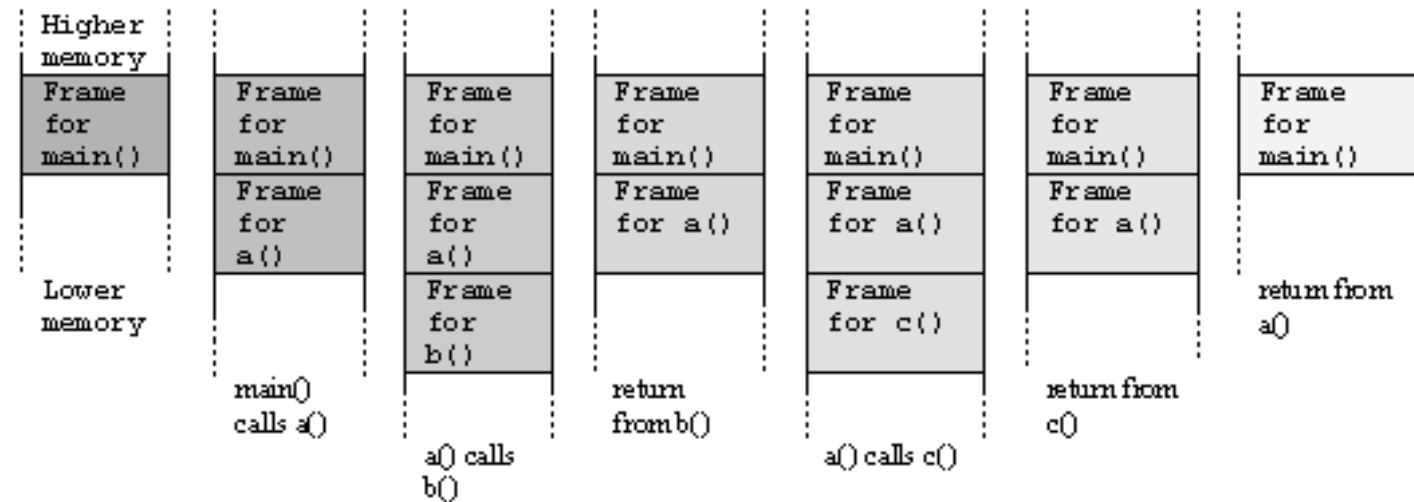 Higher
memory
Frame
for
main()
Lower
memory
Frame
for
main()
Frame
for
a()
main()
calls a()
Frame
for
main()
Frame
for
a()
Frame
for
b()
a() calls
b()
Frame
for
main()
Frame
for a()
return
from b()
Frame
for
main()
Frame
for a()
Frame
for c()
a() calls c()
Frame
for
main()
Frame
for a()
return from
c()
Frame
for
main()
return from
a()